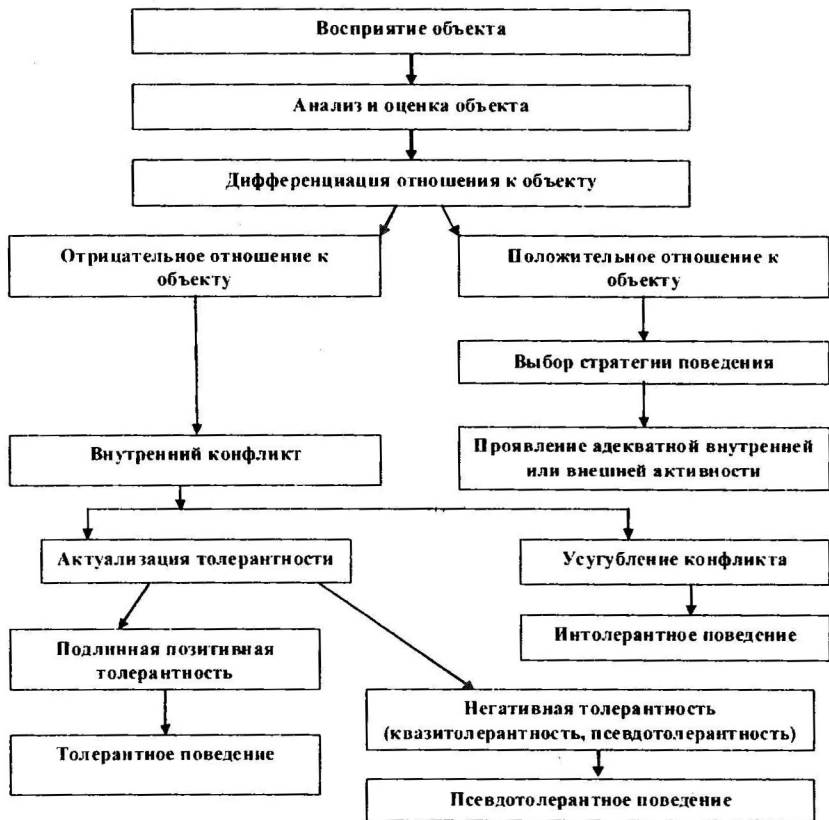 Восприятие объекта
Анализ и оценка объекта
Дифференциация отношения к объекту
Отрицательное отношение к
объекту
Положительное отношение к
объекту
Выбор стратегии поведения
Внутренний конфликт
Проявление адекватной внутренней
или внешней активности
Актуализация толерантности
Усугубление конфликта
Подлинная позитивная
толерантность
Интолерантное поведение
Толерантное поведение
Негативная толерантность
(квазитолерантность, псевдотолерантность)
Псевдотолерантное поведение